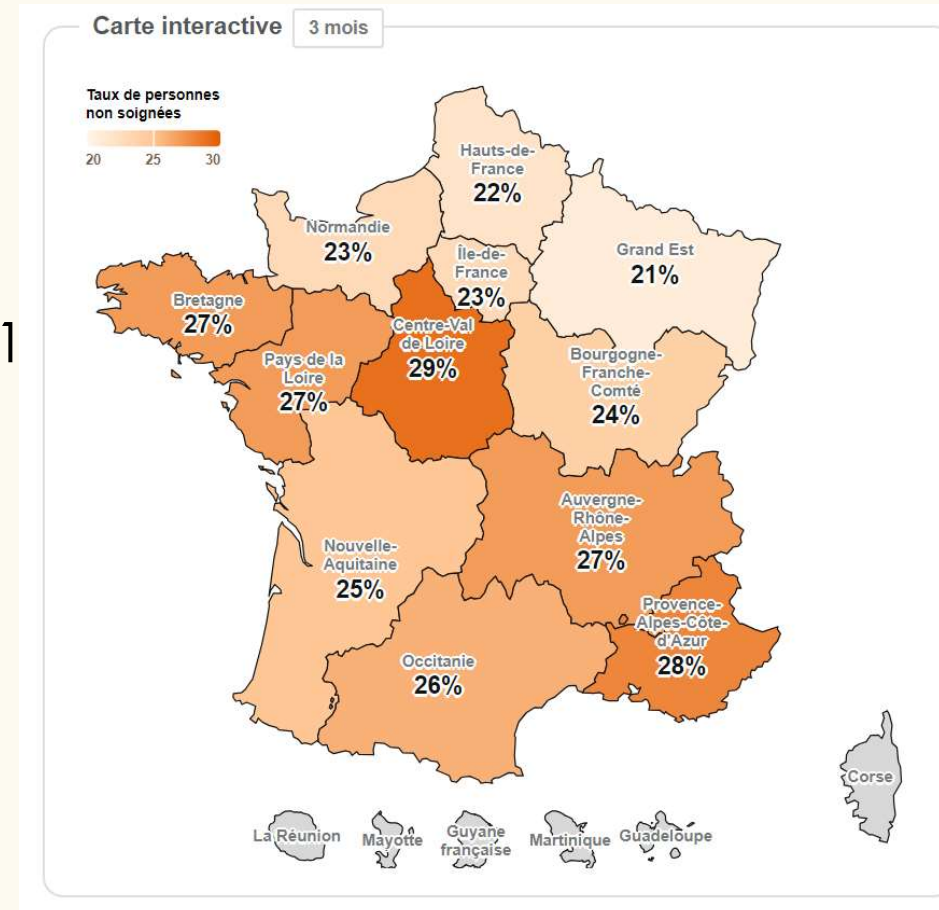 Carte interactive 3 mois
Taux de personnes
non soignées
20 25 30
Hauts-de-
France
22%
Normandie
23%
Île-de-
France
23%
Grand Est
21%
Bretagne
27%
1
Pays de la
Loire
27%
Centre-Val
de Loire
29%
Bourgogne-
Franche-
Comté
24%
Auvergne-
Rhône-
Alpes
27%
Nouvelle-
Aquitaine
25%
Provence-
Alpes-Côte-
d'Azur
28%
Occitanie
26%
Corse
La Réunion
Mayotte
Guyane
française
Martinique
Guadeloupe